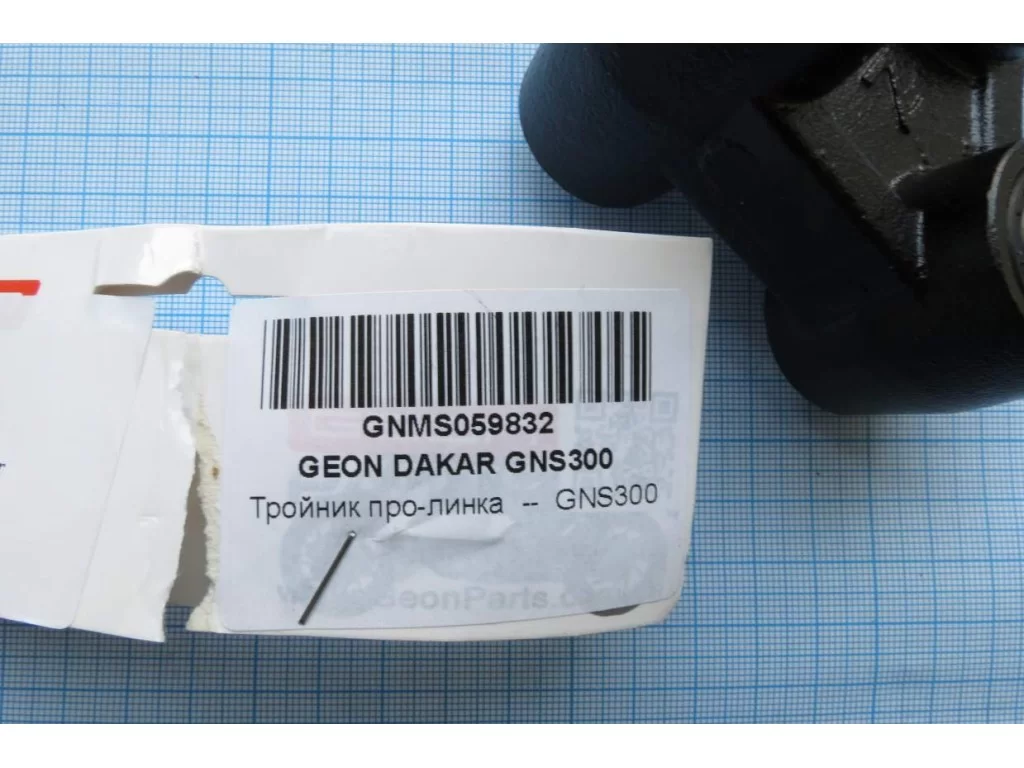 GNMS059832
GEON DAKAR GNS300
Тройник про-линка -- GNS300